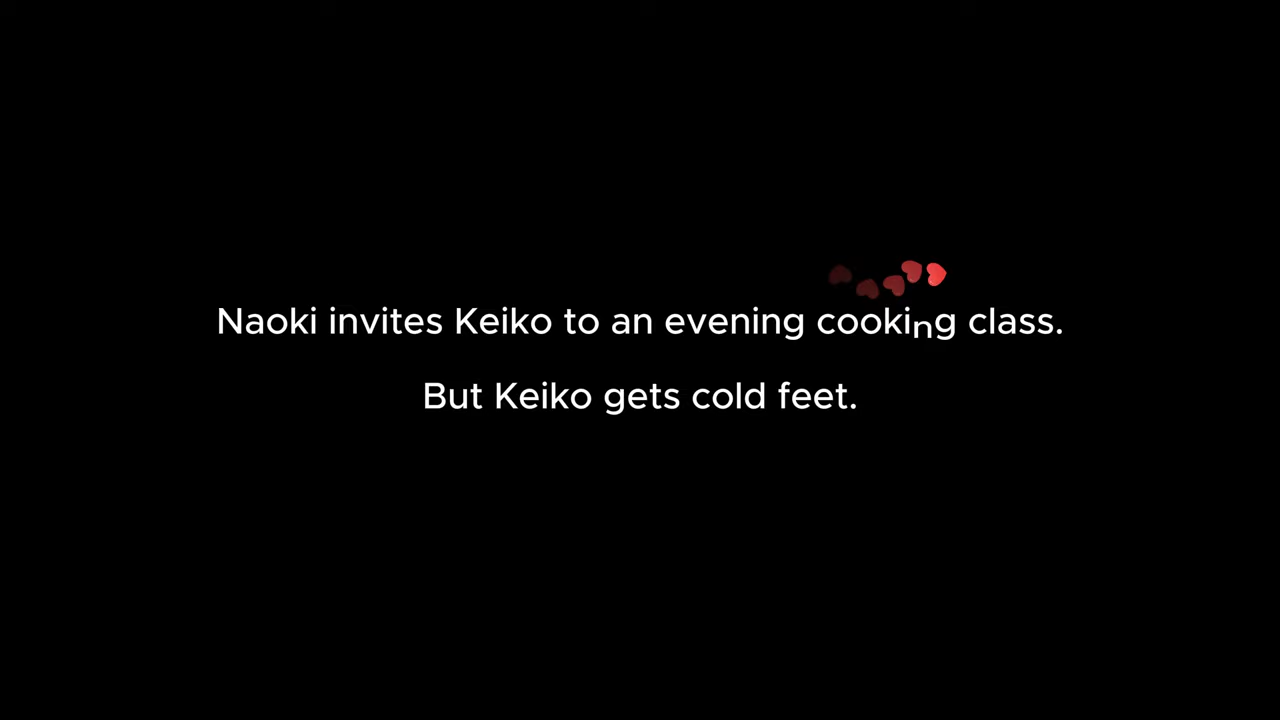 Naoki invites Keiko to an evening cooking class.
But Keiko gets cold feet.